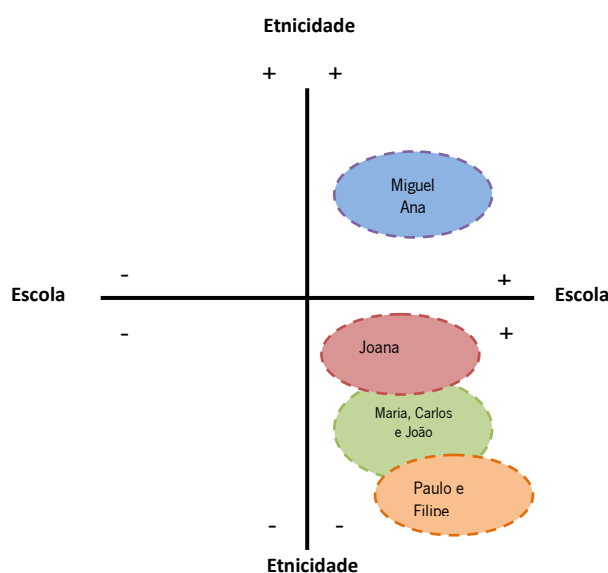 Etnicidade
+ +
Miguel
Ana
- +
Escola Escola
- +
Joana
Maria, Carlos
e João
Paulo e
Filipe
- -
Etnicidade